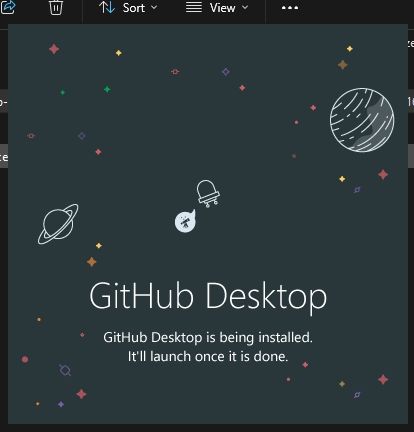 Sort
View
GitHub Desktop
GitHub Desktop is being installed.
It'll launch once it is done.